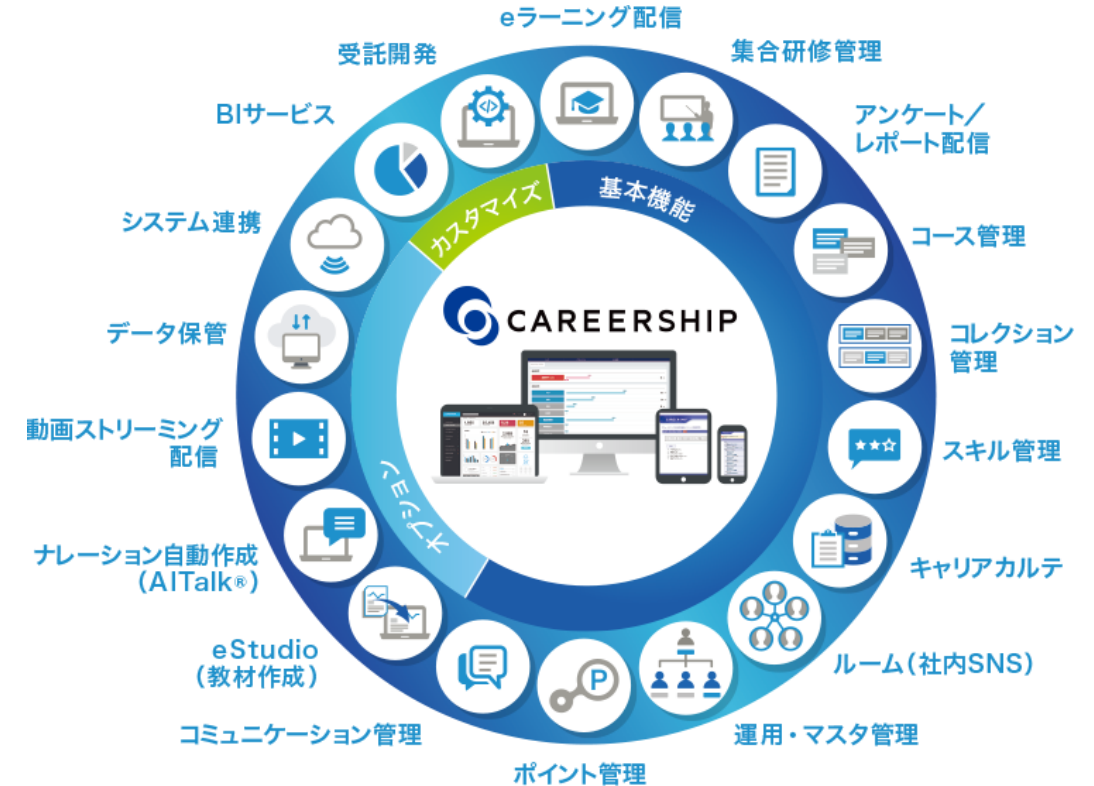 eラーニング配信
集合研修管理
アンケート／
レポート配信
コース管理
コレクション
管理
スキル管理
キャリアカルテ
ルーム（社内SNS）
運用・マスタ管理
ポイント管理
コミュニケーション管理
eStudio
（教材作成）
ナレーション自動作成
（AITalk®）
動画ストリーミング
配信
データ保管
システム連携
BIサービス
受託開発
カスタマイズ
基本機能
オプション
CAREERSHIP
P